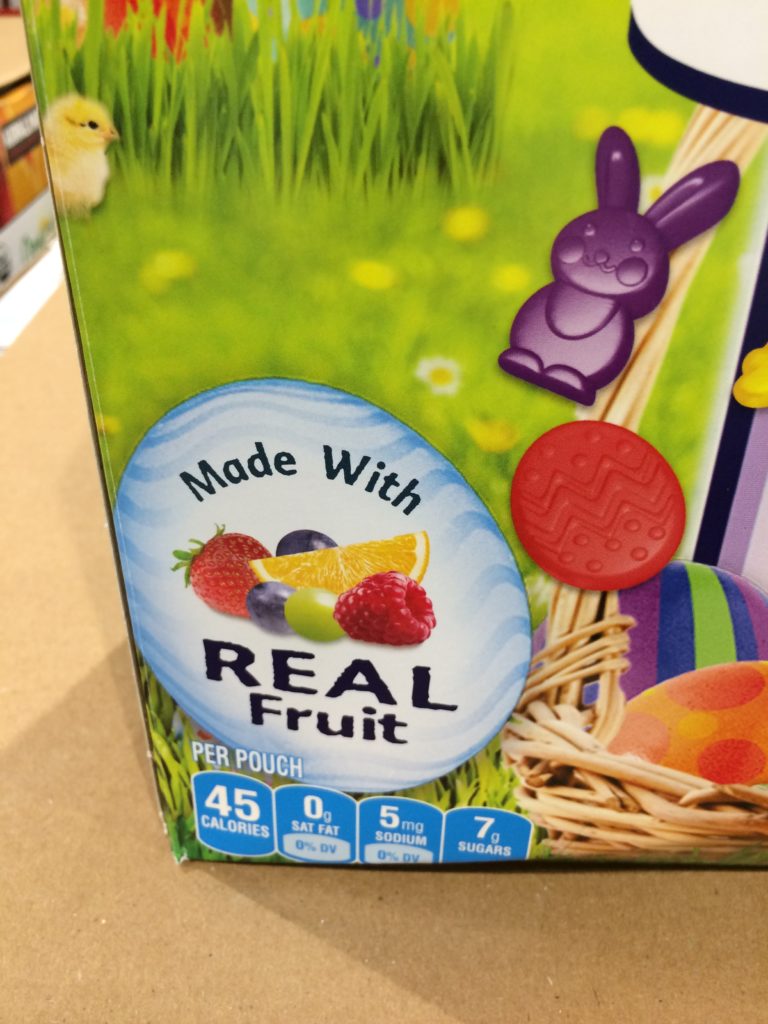 Made With
REAL
Fruit
PER POUCH
45
CALORIES
0g
SAT FAT
0% DV
5mg
SODIUM
0% DV
7g
SUGARS